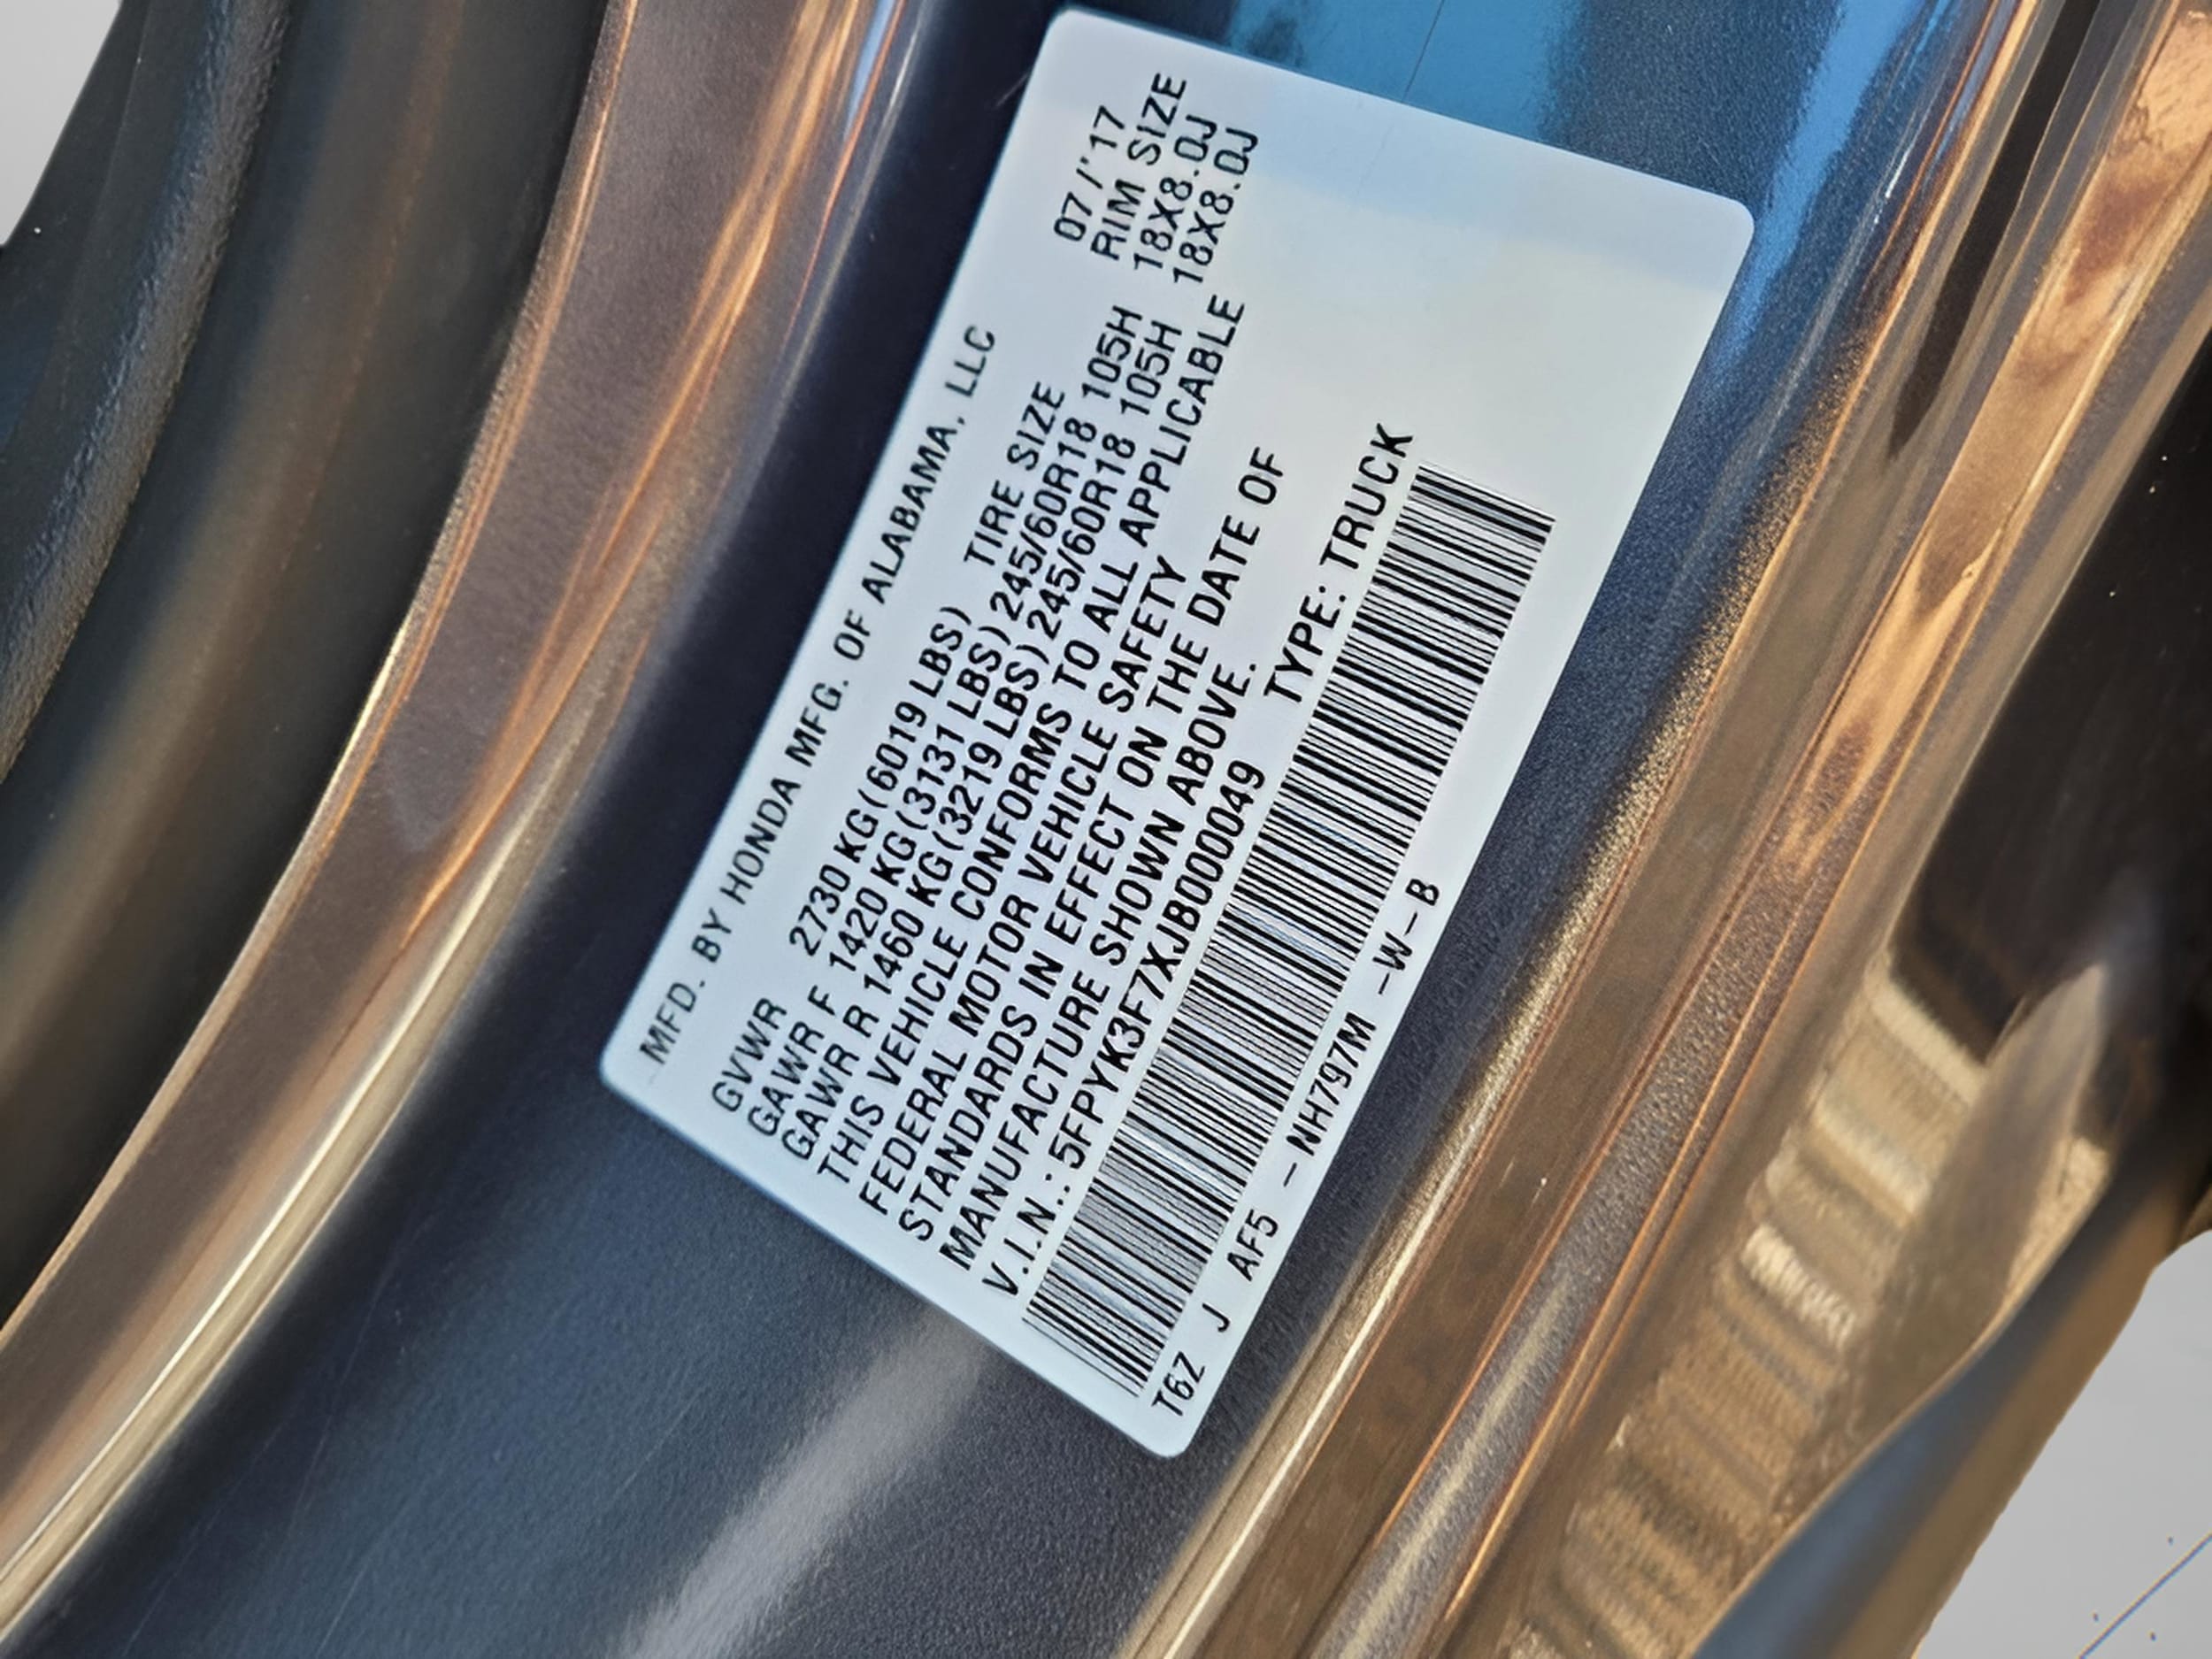 MFD. BY HONDA MFG. OF ALABAMA, LLC 07/'17
GVWR 2730 KG(6019 LBS) TIRE SIZE RIM SIZE
GAWR F 1420 KG(3131 LBS) 245/60R18 105H 18X8.0J
GAWR R 1460 KG(3219 LBS) 245/60R18 105H 18X8.0J
THIS VEHICLE CONFORMS TO ALL APPLICABLE
FEDERAL MOTOR VEHICLE SAFETY
STANDARDS IN EFFECT ON THE DATE OF
MANUFACTURE SHOWN ABOVE.
V.I.N.: 5FPYK3F7XJB000049 TYPE: TRUCK
T6Z J AF5 -NH797M -W-B